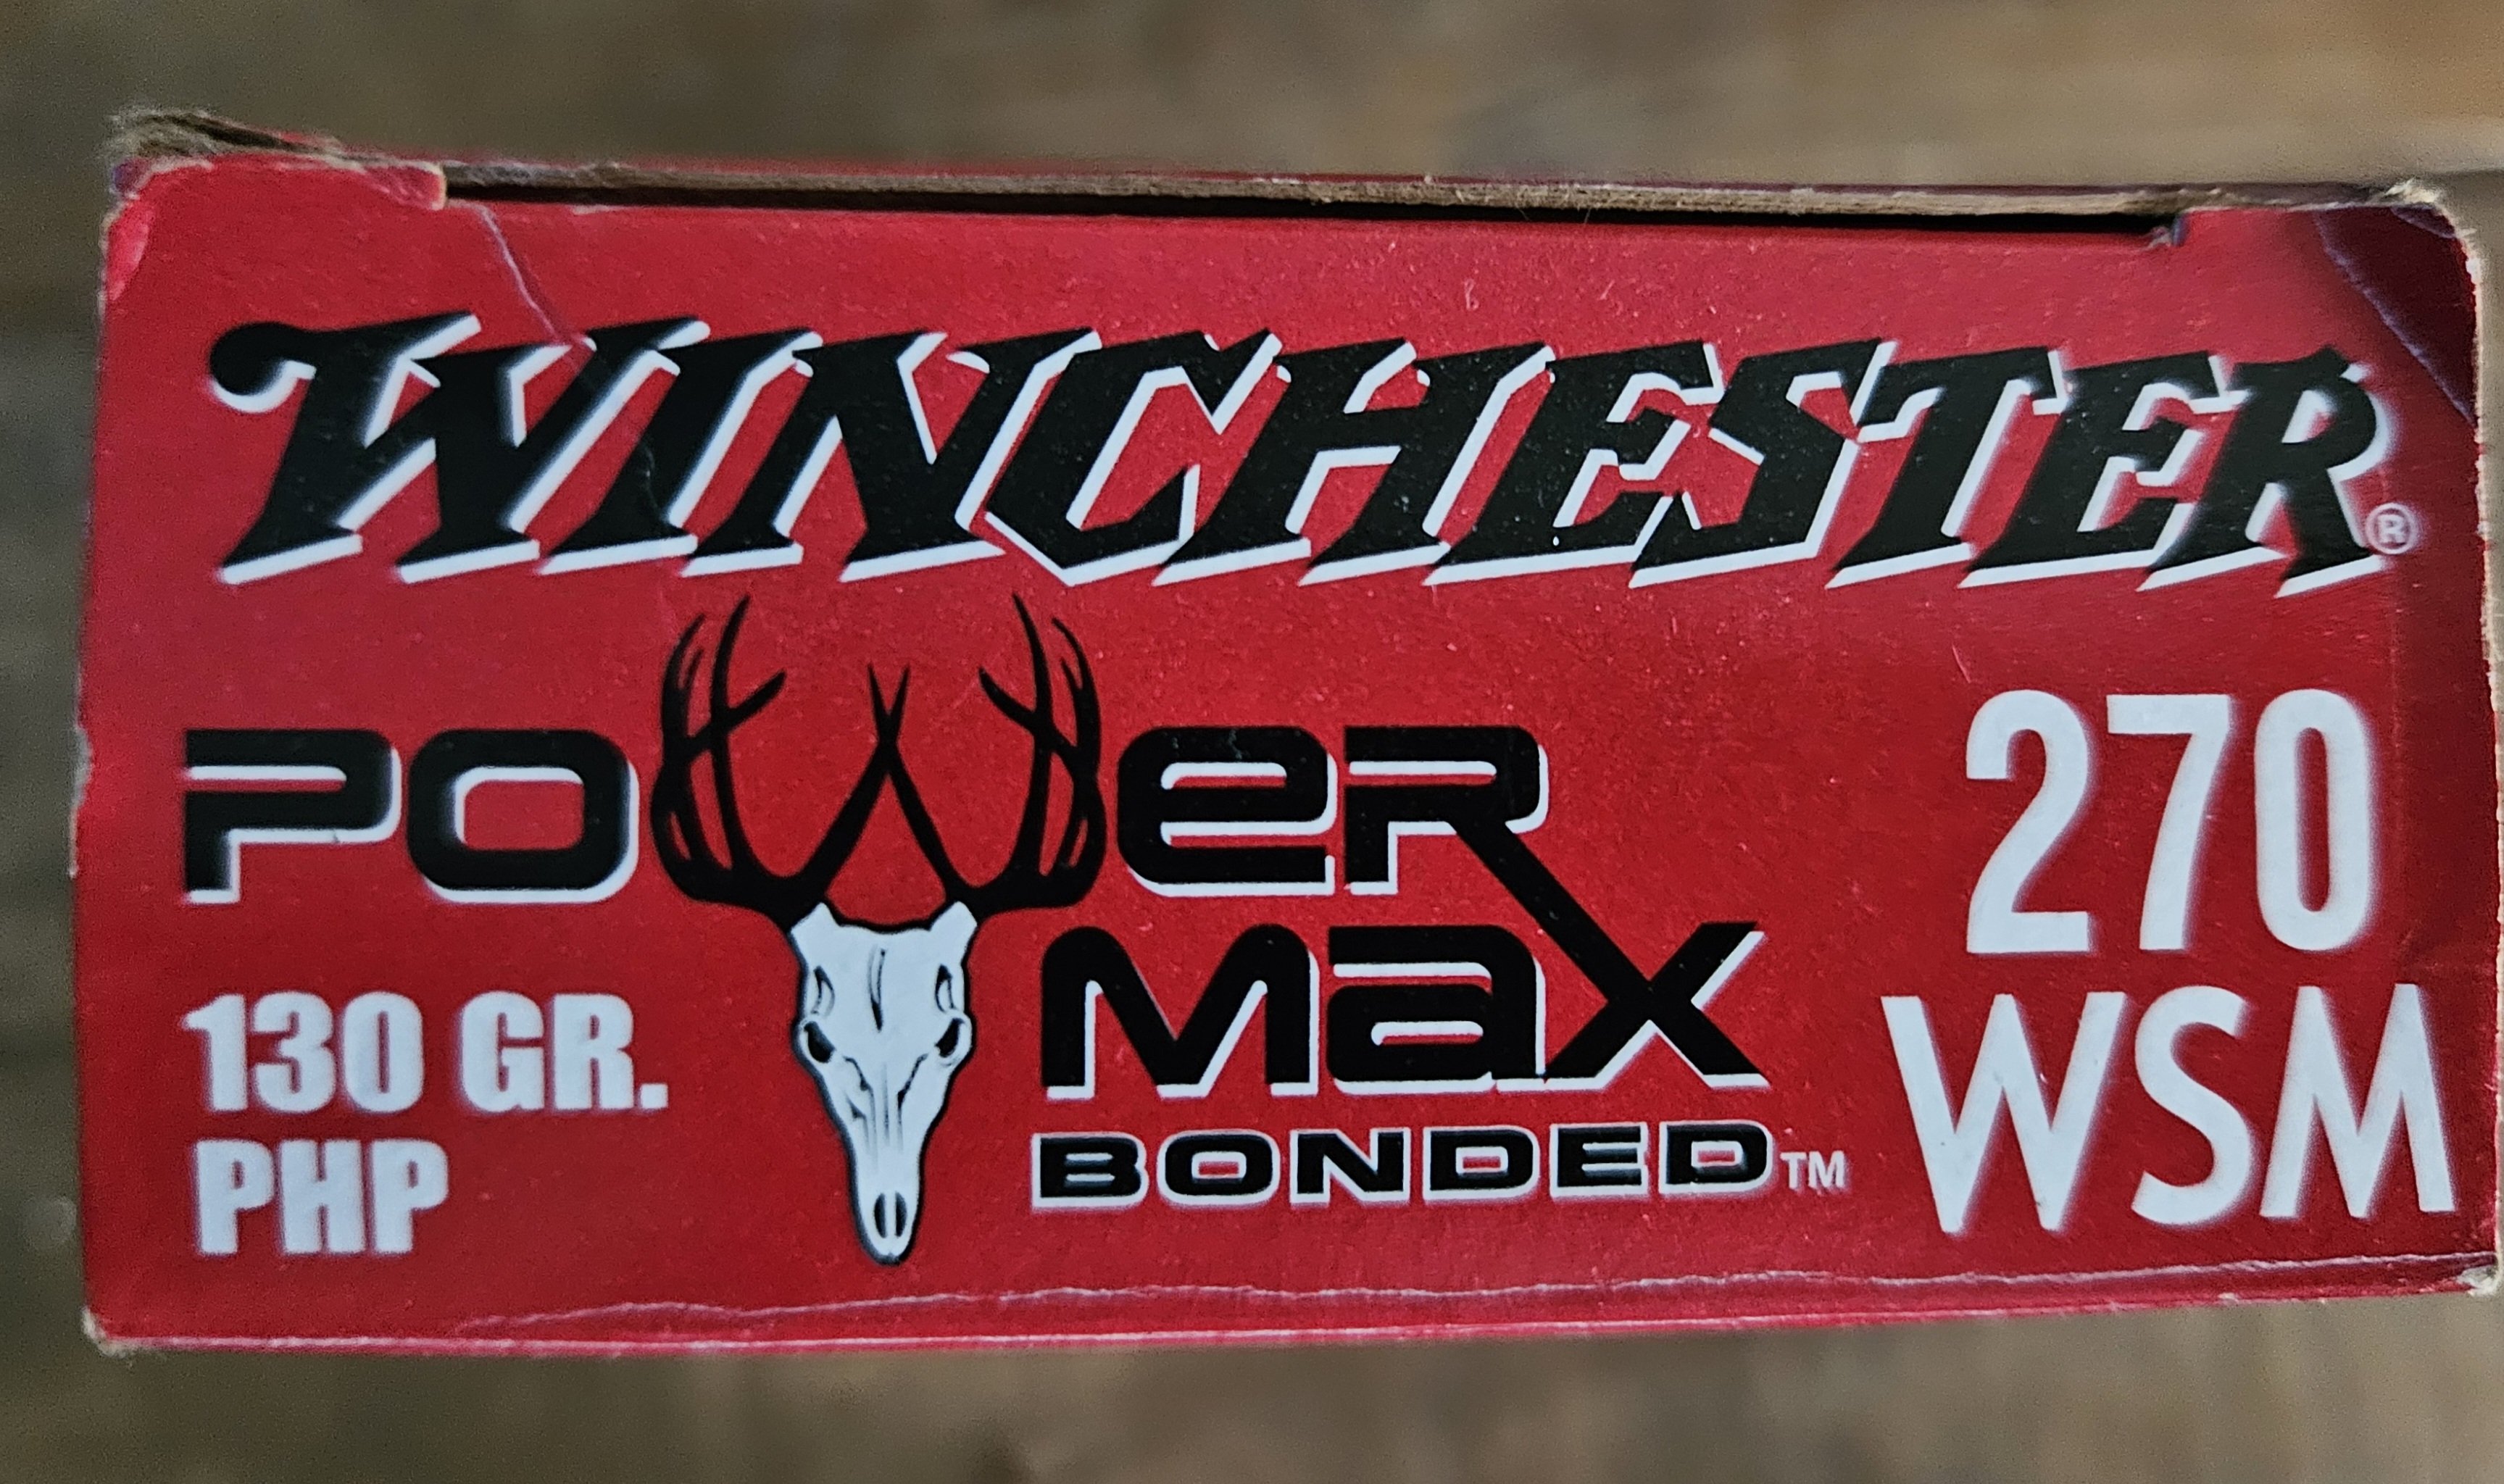 WINCHESTER®
POWER
MAX
BONDED™
270
WSM
130 GR.
PHP